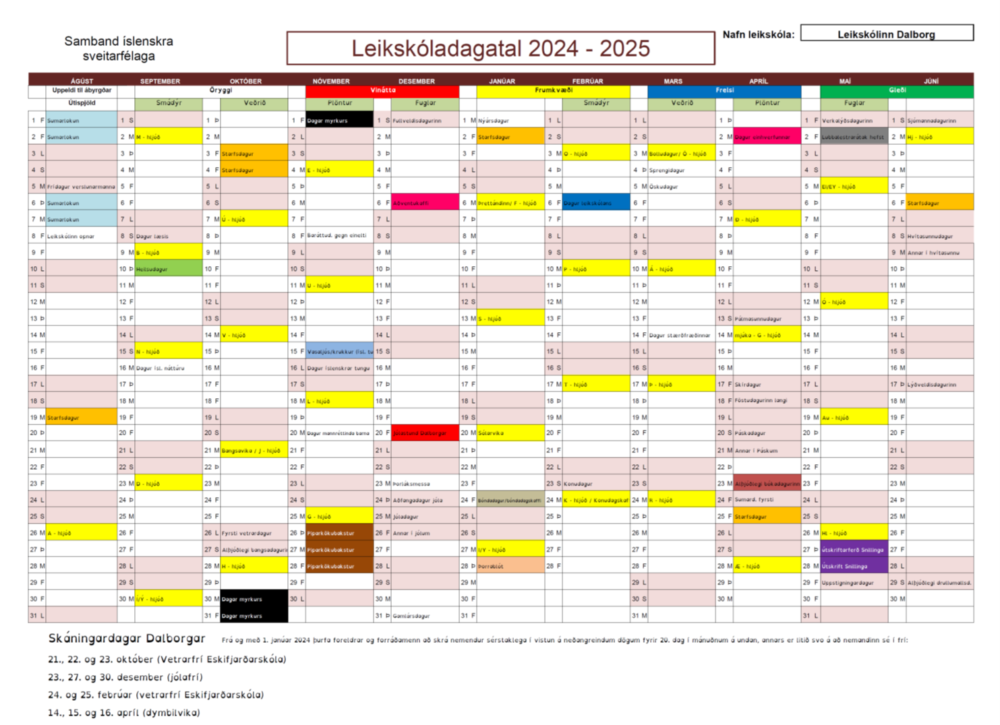 Samband íslenskra
sveitarfélaga
Leikskóladagatal 2024 - 2025
Nafn leikskóla:
Leikskólinn Dalborg
ÁGÚST SEPTEMBER OKTÓBER NÓVEMBER DESEMBER JANÚAR FEBRÚAR MARS APRÍL MAÍ JÚNÍ
Uppeldi til ábyrgðar Öryggi Vinátta Frumkvæði Frelsi Gleði
Útispjöld Smádýr Veðrið Plöntur Fuglar Smádýr Veðrið Plöntur Fuglar
1 F Sumarlokun 1 S 1 Þ 1 F Dagar myrkurs 1 S Fullveldisdagurinn 1 M Nýársdagur 1 L 1 L 1 Þ 1 F Verkalýðsdagurinn 1 S Sjómannadagurinn
2 F Sumarlokun 2 M M - hljóð 2 M 2 L 2 M 2 F Starfsdagur 2 S 2 S 2 M Dagur einhverfunnar 2 F Lubbalestrarátak hefst 2 M Hj - hljóð
3 L 3 Þ 3 F Starfsdagur 3 S 3 Þ 3 F 3 M O - hljóð 3 M Bolludagur/ Ö - hljóð 3 F 3 L 3 Þ
4 S 4 M 4 F Starfsdagur 4 M E - hljóð 4 M 4 L 4 Þ 4 Þ Sprengidagur 4 F 4 S 4 M
5 M Frídagur verslunarmanna 5 F 5 L 5 Þ 5 F 5 S 5 M 5 M Öskudagur 5 L 5 M EI/EY - hljóð 5 F
6 Þ Sumarlokun 6 F 6 S 6 M 6 F Aðventukaffi 6 M Þrettándinn/ F - hljóð 6 F Dagur leikskólans 6 F 6 S 6 Þ 6 F Starfsdagur
7 M Sumarlokun 7 L 7 M Ú - hljóð 7 F 7 L 7 Þ 7 F 7 F 7 M Ð - hljóð 7 M 7 L
8 F Leikskólinn opnar 8 S Dagur læsis 8 Þ 8 F Baráttud. gegn einelti 8 S 8 M 8 L 8 L 8 Þ 8 F 8 S Hvítasunnudagur
9 F 9 M B - hljóð 9 M 9 L 9 M 9 F 9 S 9 S 9 M 9 F 9 M Annar í hvítasunnu
10 L 10 Þ Heilsudagur 10 F 10 S 10 Þ 10 F 10 M P - hljóð 10 M Á - hljóð 10 F 10 L 10 Þ
11 S 11 M 11 F 11 M U - hljóð 11 M 11 L 11 Þ 11 Þ 11 F 11 S 11 M
12 M 12 F 12 L 12 Þ 12 F 12 S 12 M 12 M 12 L 12 M Ó - hljóð 12 F
13 Þ 13 F 13 S 13 M 13 F 13 M S - hljóð 13 F 13 F 13 S Pálmasunnudagur 13 Þ 13 F
14 M 14 L 14 M V - hljóð 14 F 14 L 14 Þ 14 F 14 F Dagur stærðfræðinnar 14 M mjúka - G - hljóð 14 M 14 L
15 F 15 S N - hljóð 15 Þ 15 F Vasaljós/krukkur (ísl. tu 15 S 15 M 15 L 15 L 15 Þ 15 F 15 S
16 F 16 M Dagur ísl. náttúru 16 M 16 L Dagur íslenskrar tungu 16 M 16 F 16 S 16 S 16 M 16 F 16 M
17 L 17 Þ 17 F 17 S 17 Þ 17 F 17 M T - hljóð 17 M Þ - hljóð 17 F Skírdagur 17 L 17 Þ Lýðveldisdagurinn
18 S 18 M 18 F 18 M L - hljóð 18 M 18 L 18 Þ 18 Þ 18 F Föstudagurinn langi 18 S 18 M
19 M Starfsdagur 19 F 19 L 19 Þ 19 F 19 S 19 M 19 M 19 L 19 M Au - hljóð 19 F
20 Þ 20 F 20 S 20 M Dagur mannréttinda barna 20 F Jólastund Dalborgar 20 M Sólarvika 20 F 20 F 20 S Páskadagur 20 Þ 20 F
21 M 21 L 21 M Bangsavika / J - hljóð 21 F 21 L 21 Þ 21 F 21 F 21 M Annar í Páskum 21 M 21 L
22 F 22 S 22 Þ 22 F 22 S 22 M 22 L 22 L 22 Þ 22 F 22 S
23 F 23 M D - hljóð 23 M 23 L 23 M Þorláksmessa 23 F 23 S Konudagur 23 S 23 M Alþjóðlegi bókadagurinn 23 F 23 M
24 L 24 Þ 24 F 24 S 24 Þ Aðfangadagur jóla 24 F Bóndadagur/bóndadagskaffi 24 M K - hljóð / Konudagskaf 24 M R - hljóð 24 F Sumard. fyrsti 24 L 24 Þ
25 S 25 M 25 F 25 M G - hljóð 25 M Jóladagur 25 L 25 Þ 25 Þ 25 F Starfsdagur 25 S 25 M
26 M A - hljóð 26 F 26 L Fyrsti vetrardagur 26 Þ Piparkökubakstur 26 F Annar í jólum 26 S 26 M 26 M 26 L 26 M Hl - hljóð 26 F
27 Þ 27 F 27 S Alþjóðlegi bangsadaguri 27 M Piparkökubakstur 27 F 27 M I/Y - hljóð 27 F 27 F 27 S 27 Þ Útskriftarferð Snillinga 27 F
28 M 28 L 28 M H - hljóð 28 F Piparkökubakstur 28 L 28 Þ Þorrablót 28 F 28 F 28 M Æ - hljóð 28 M Útskrift Snillinga 28 L
29 F 29 S 29 Þ 29 F 29 S 29 M 29 L 29 Þ 29 F Uppstigningardagur 29 S Alþjóðlegi drullumallsd.
30 F 30 M Í/Ý - hljóð 30 M Dagar myrkurs 30 L 30 M 30 F 30 S 30 M 30 F 30 M
31 L 31 F Dagar myrkurs 31 Þ Gamlársdagur 31 F 31 M 31 L
Skáningardagar Dalborgar Frá og með 1. janúar 2024 þurfa foreldrar og forráðamenn að skrá nemendur sérstaklega í vistun á neðangreindum dögum fyrir 20. dag í mánuðnum á undan, annars er litið svo á að nemandinn sé í frí:
21., 22. og 23. október (Vetrarfrí Eskifjarðarskóla)
23., 27. og 30. desember (jólafrí)
24. og 25. febrúar (vetrarfrí Eskifjarðarskóla)
14., 15. og 16. apríl (dymbilvika)